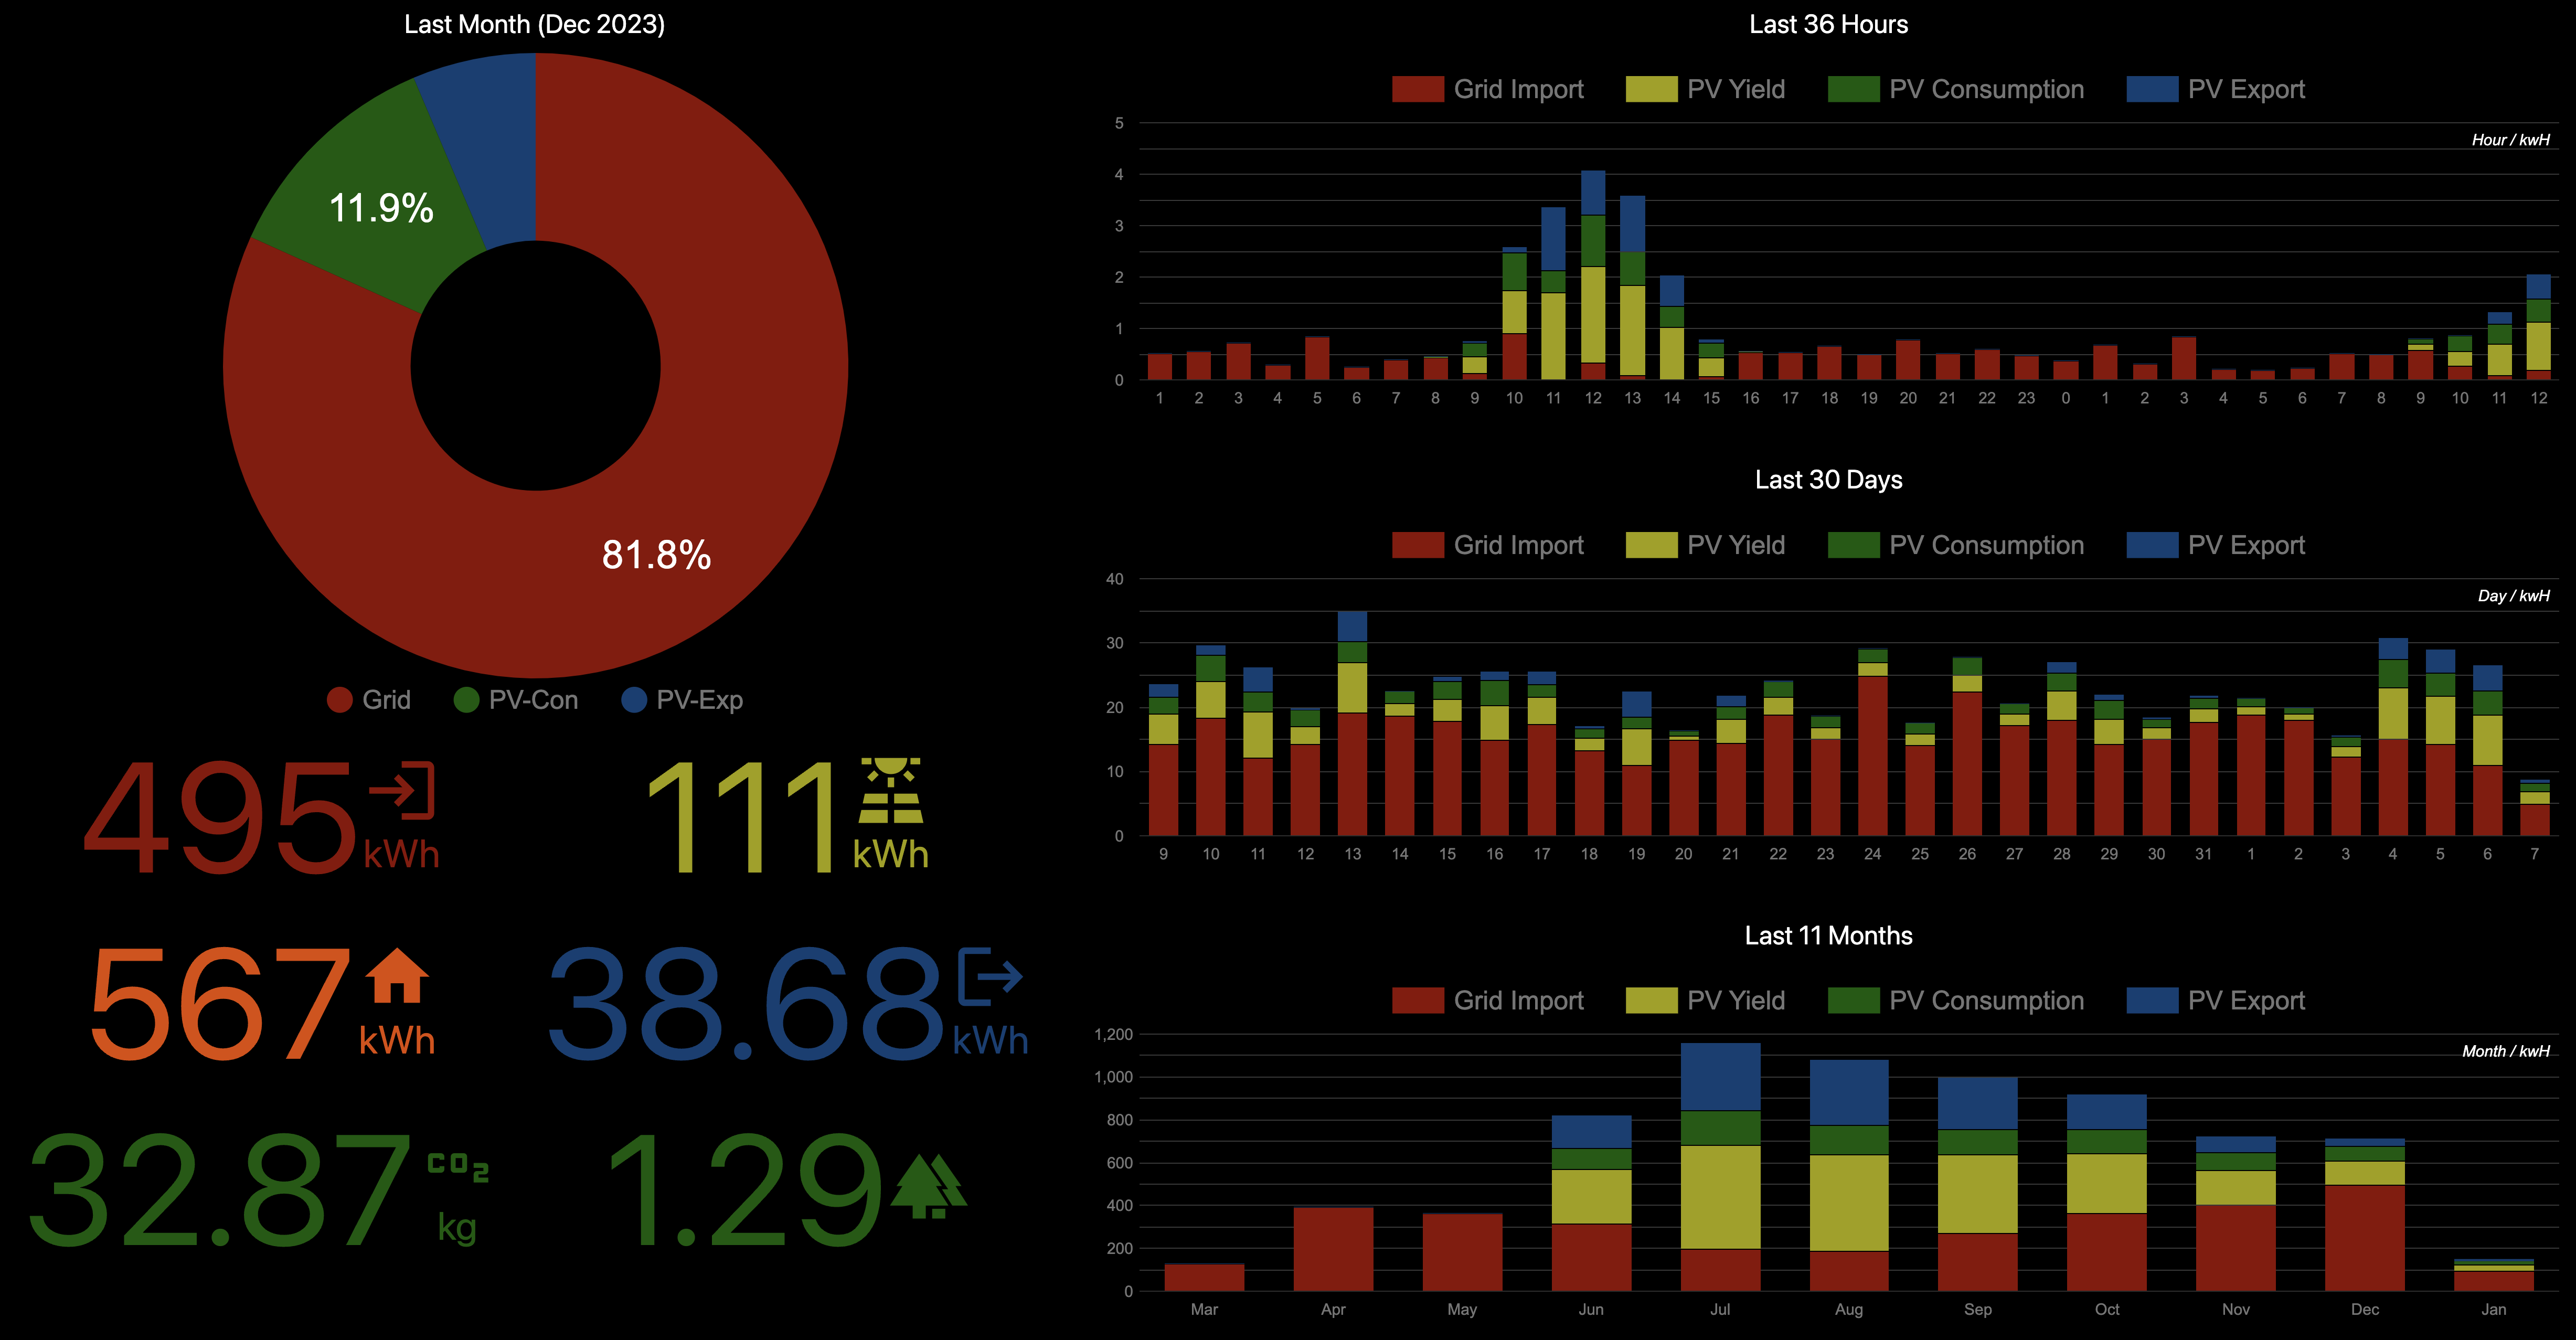 Last Month (Dec 2023)
11.9%
81.8%
Grid PV-Con PV-Exp
495 kWh
111 kWh
567 kWh
38.68 kWh
32.87 CO2 kg
1.29
Last 36 Hours
Grid Import PV Yield PV Consumption PV Export
Hour / kwH
5
4
3
2
1
0
1 2 3 4 5 6 7 8 9 10 11 12 13 14 15 16 17 18 19 20 21 22 23 0 1 2 3 4 5 6 7 8 9 10 11 12
Last 30 Days
Grid Import PV Yield PV Consumption PV Export
Day / kwH
40
30
20
10
0
9 10 11 12 13 14 15 16 17 18 19 20 21 22 23 24 25 26 27 28 29 30 31 1 2 3 4 5 6 7
Last 11 Months
Grid Import PV Yield PV Consumption PV Export
Month / kwH
1,200
1,000
800
600
400
200
0
Mar Apr May Jun Jul Aug Sep Oct Nov Dec Jan